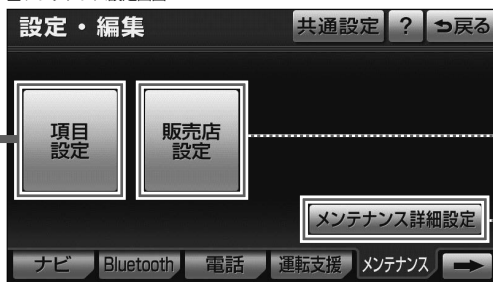 設定・編集 共通設定 ? 戻る
項目
設定
販売店
設定
メンテナンス詳細設定
ナビ Bluetooth 電話 運転支援 メンテナンス